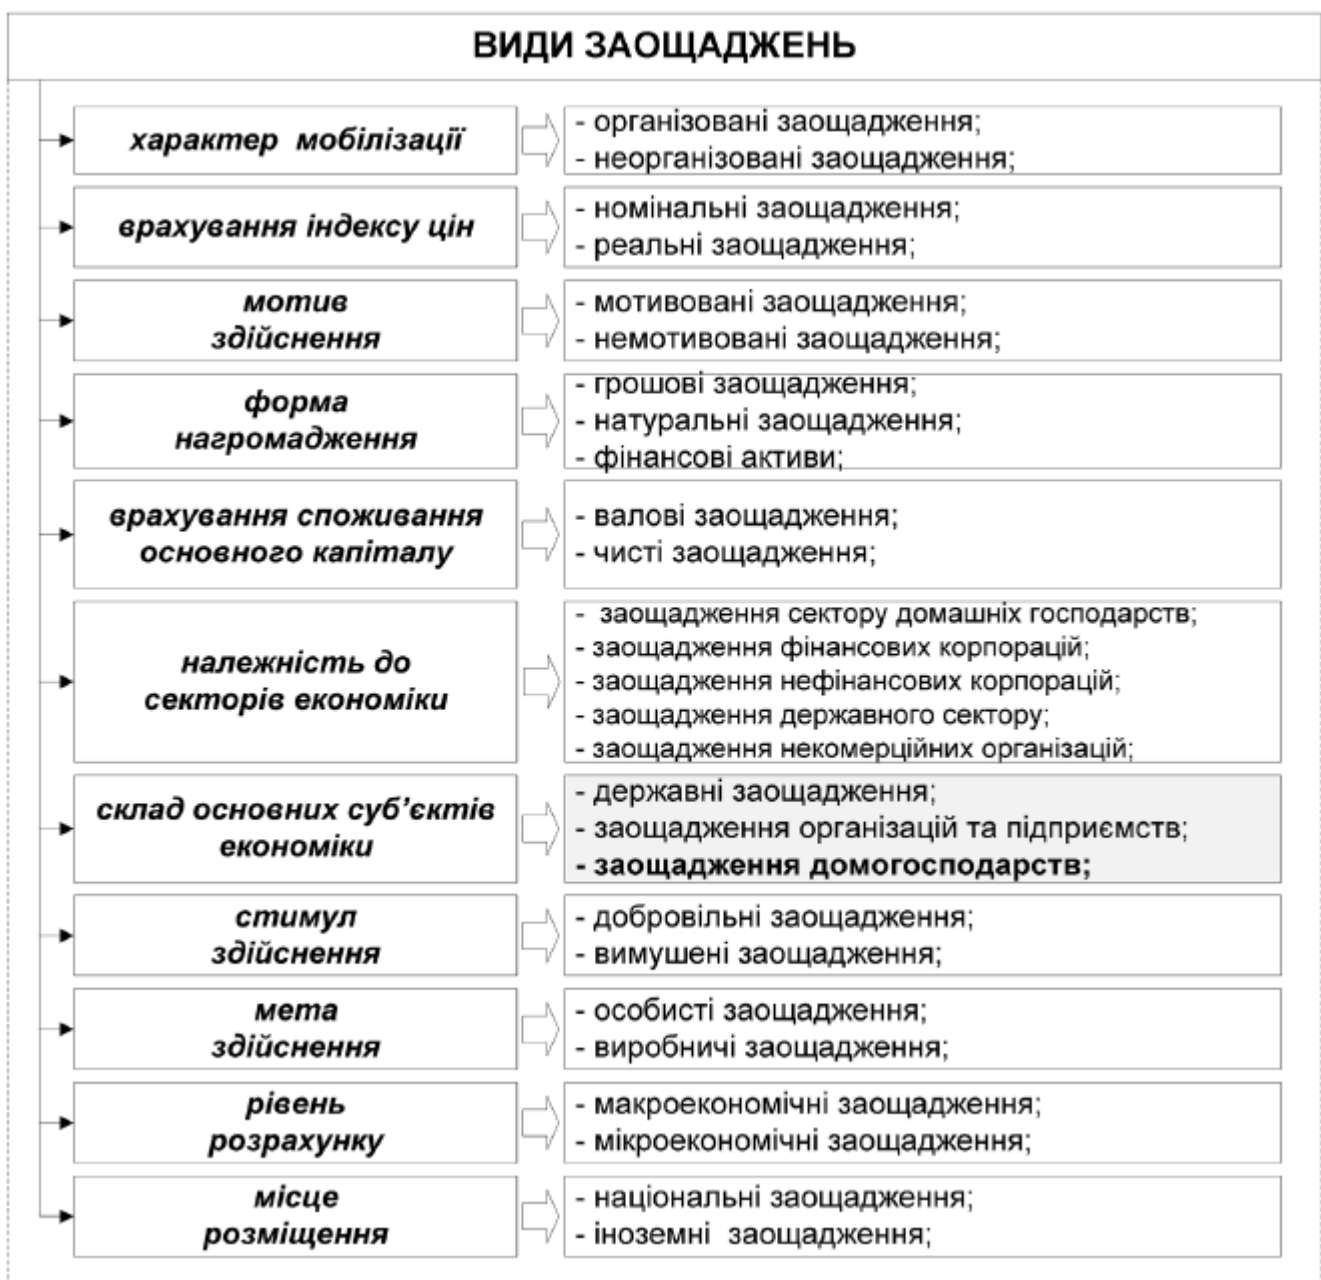 ВИДИ ЗАОЩАДЖЕНЬ
характер мобілізації
- організовані заощадження;
- неорганізовані заощадження;
врахування індексу цін
- номінальні заощадження;
- реальні заощадження;
мотив
здійснення
- мотивовані заощадження;
- немотивовані заощадження;
форма
нагромадження
- грошові заощадження;
- натуральні заощадження;
- фінансові активи;
врахування споживання
основного капіталу
- валові заощадження;
- чисті заощадження;
належність до
секторів економіки
- заощадження сектору домашніх господарств;
- заощадження фінансових корпорацій;
- заощадження нефінансових корпорацій;
- заощадження державного сектору;
- заощадження некомерційних організацій;
склад основних суб’єктів
економіки
- державні заощадження;
- заощадження організацій та підприємств;
- заощадження домогосподарств;
стимул
здійснення
- добровільні заощадження;
- вимушені заощадження;
мета
здійснення
- особисті заощадження;
- виробничі заощадження;
рівень
розрахунку
- макроекономічні заощадження;
- мікроекономічні заощадження;
місце
розміщення
- національні заощадження;
- іноземні заощадження;